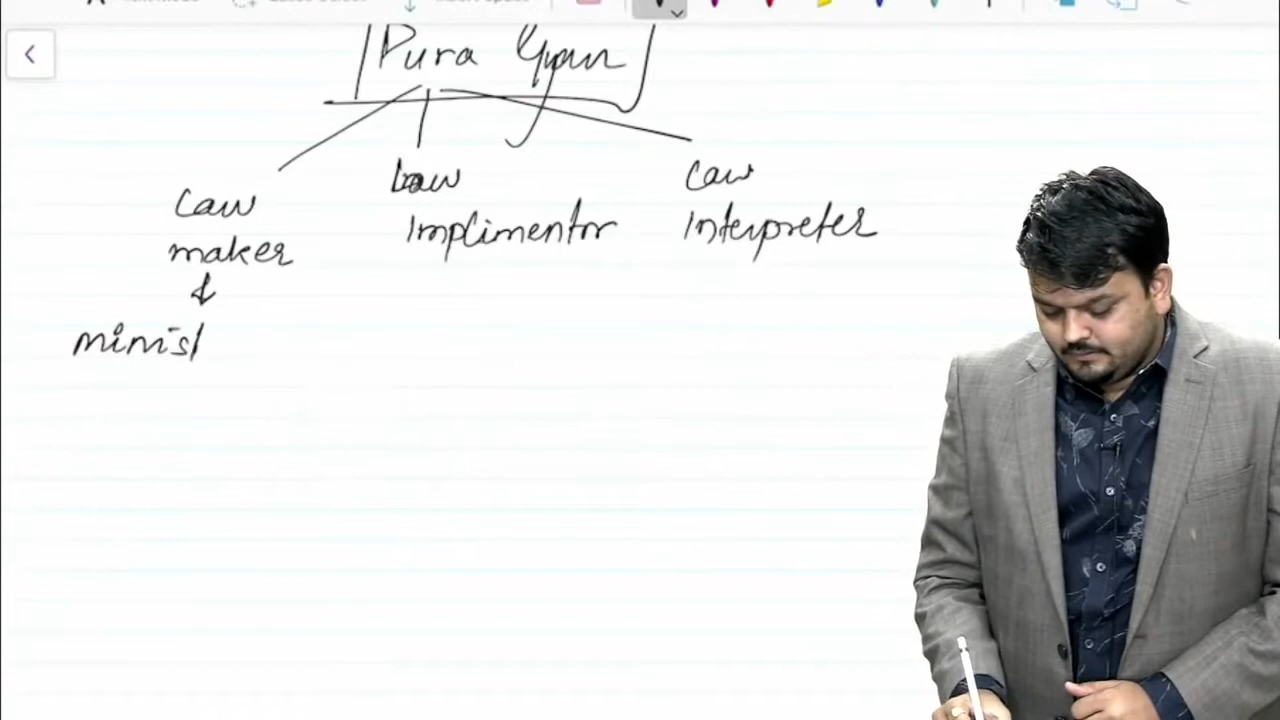 Pura Gyan
Law
maker
Law
Implimentor
Law
Interpreter
minist